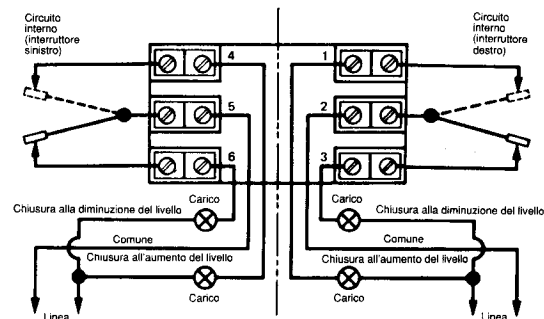 Circuito
interno
(interruttore
sinistro)
Circuito
interno
(interruttore
destro)
4
1
5
2
6
3
Carico
Carico
Chiusura alla diminuzione del livello
Chiusura alla diminuzione del livello
Comune
Comune
Chiusura all'aumento del livello
Chiusura all'aumento del livello
Carico
Carico
Linea
Linea